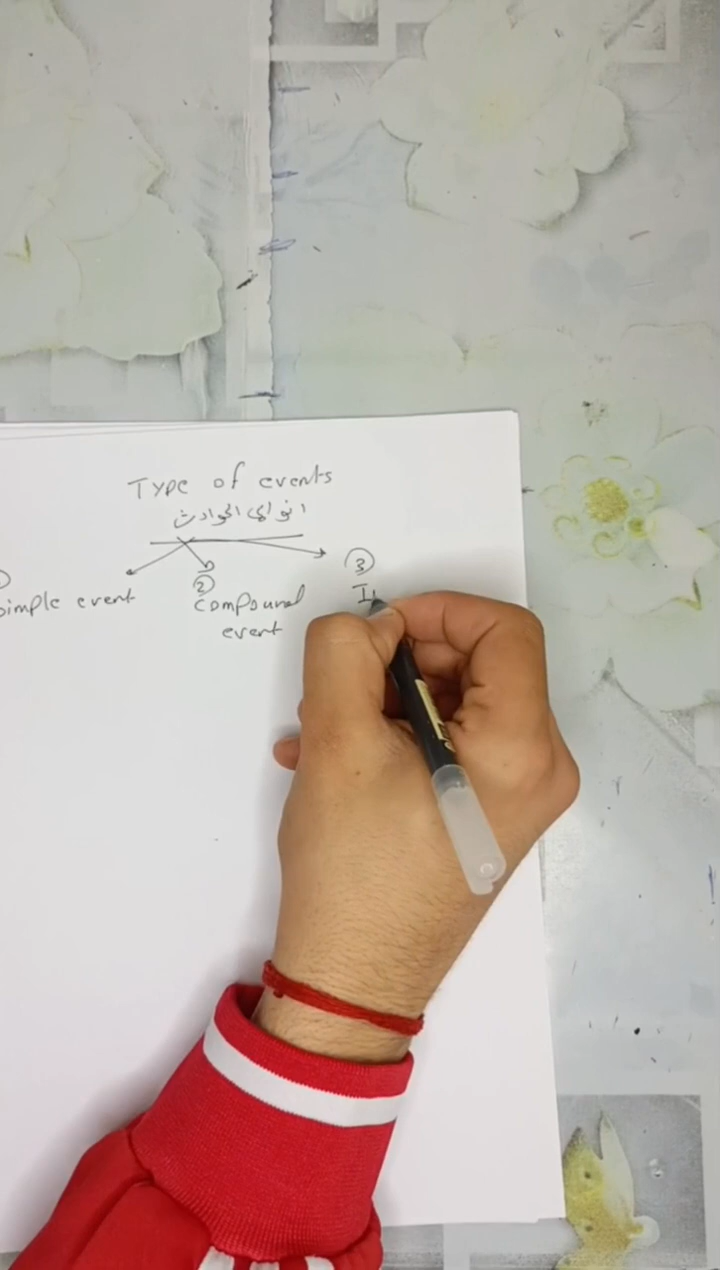 Type of events
انواع الحوادث
③
②
Simple event
Compound
event